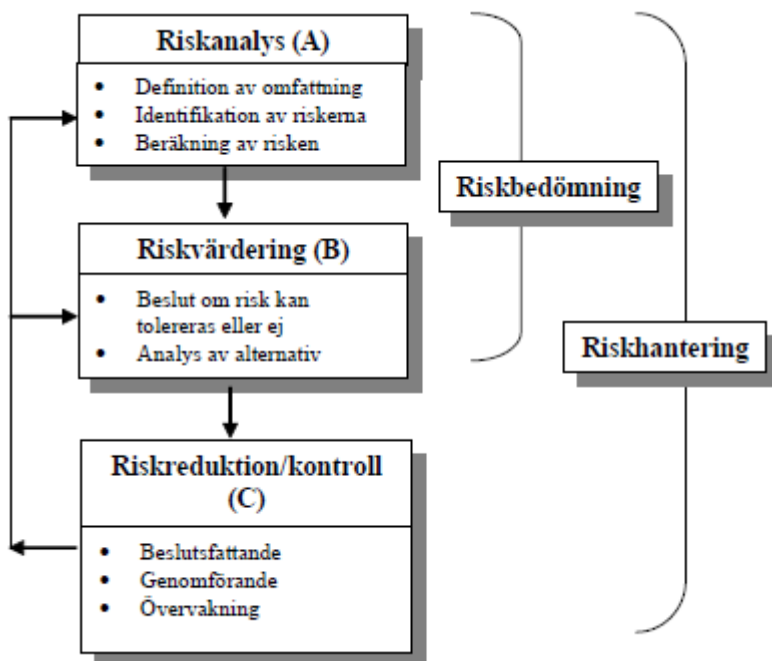 Riskanalys (A)
• Definition av omfattning
• Identifikation av riskerna
• Beräkning av risken
Riskbedömning
Riskvärdering (B)
• Beslut om risk kan
tolereras eller ej
• Analys av alternativ
Riskhantering
Riskreduktion/kontroll
(C)
• Beslutsfattande
• Genomförande
• Övervakning